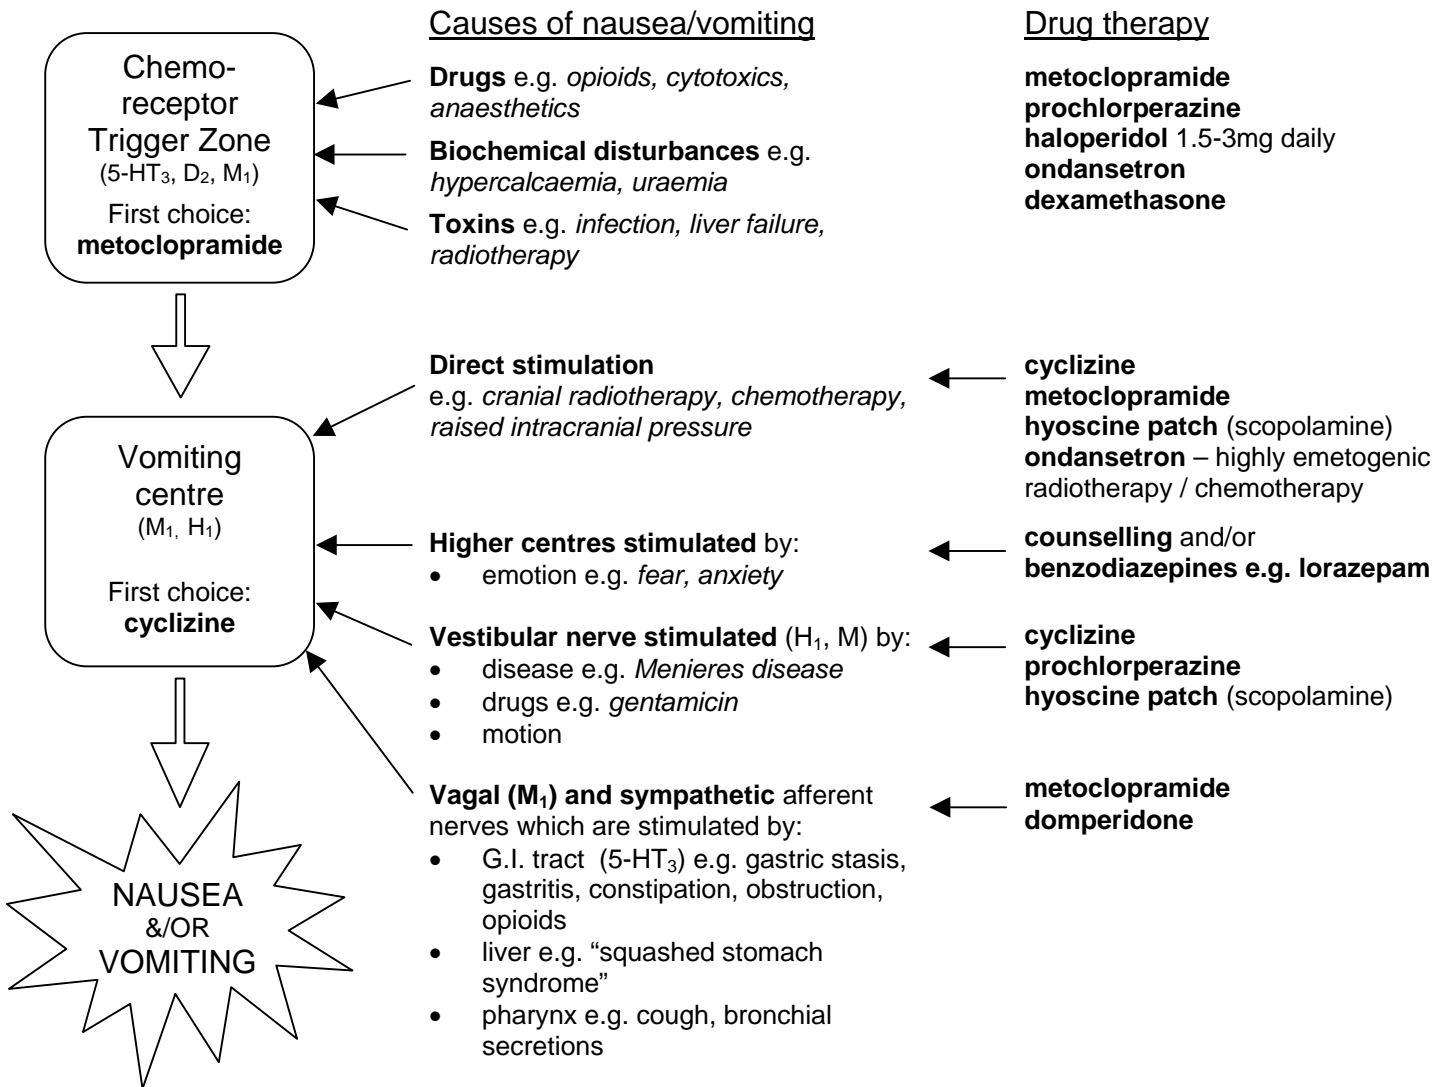 Causes of nausea/vomiting
Drug therapy
Chemo-
receptor
Trigger Zone
(5-HT₃, D₂, M₁)
First choice:
metoclopramide
Drugs e.g. opioids, cytotoxics,
anaesthetics
Biochemical disturbances e.g.
hypercalcaemia, uraemia
Toxins e.g. infection, liver failure,
radiotherapy
metoclopramide
prochlorperazine
haloperidol 1.5-3mg daily
ondansetron
dexamethasone
Vomiting
centre
(M₁, H₁)
First choice:
cyclizine
Direct stimulation
e.g. cranial radiotherapy, chemotherapy,
raised intracranial pressure
cyclizine
metoclopramide
hyoscine patch (scopolamine)
ondansetron – highly emetogenic
radiotherapy / chemotherapy
Higher centres stimulated by:
• emotion e.g. fear, anxiety
counselling and/or
benzodiazepines e.g. lorazepam
Vestibular nerve stimulated (H₁, M) by:
• disease e.g. Menieres disease
• drugs e.g. gentamicin
• motion
cyclizine
prochlorperazine
hyoscine patch (scopolamine)
Vagal (M₁) and sympathetic afferent
nerves which are stimulated by:
• G.I. tract (5-HT₃) e.g. gastric stasis,
gastritis, constipation, obstruction,
opioids
• liver e.g. “squashed stomach
syndrome”
• pharynx e.g. cough, bronchial
secretions
metoclopramide
domperidone
NAUSEA
&/OR
VOMITING